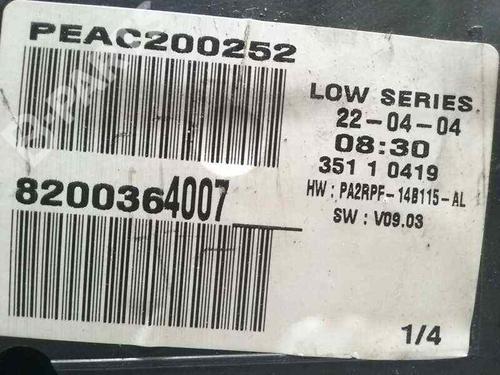 PEAC200252
LOW SERIES
22-04-04
08:30
351 1 0419
HW : PA2RPF-14B115-AL
SW : V09.03
8200364007
1/4